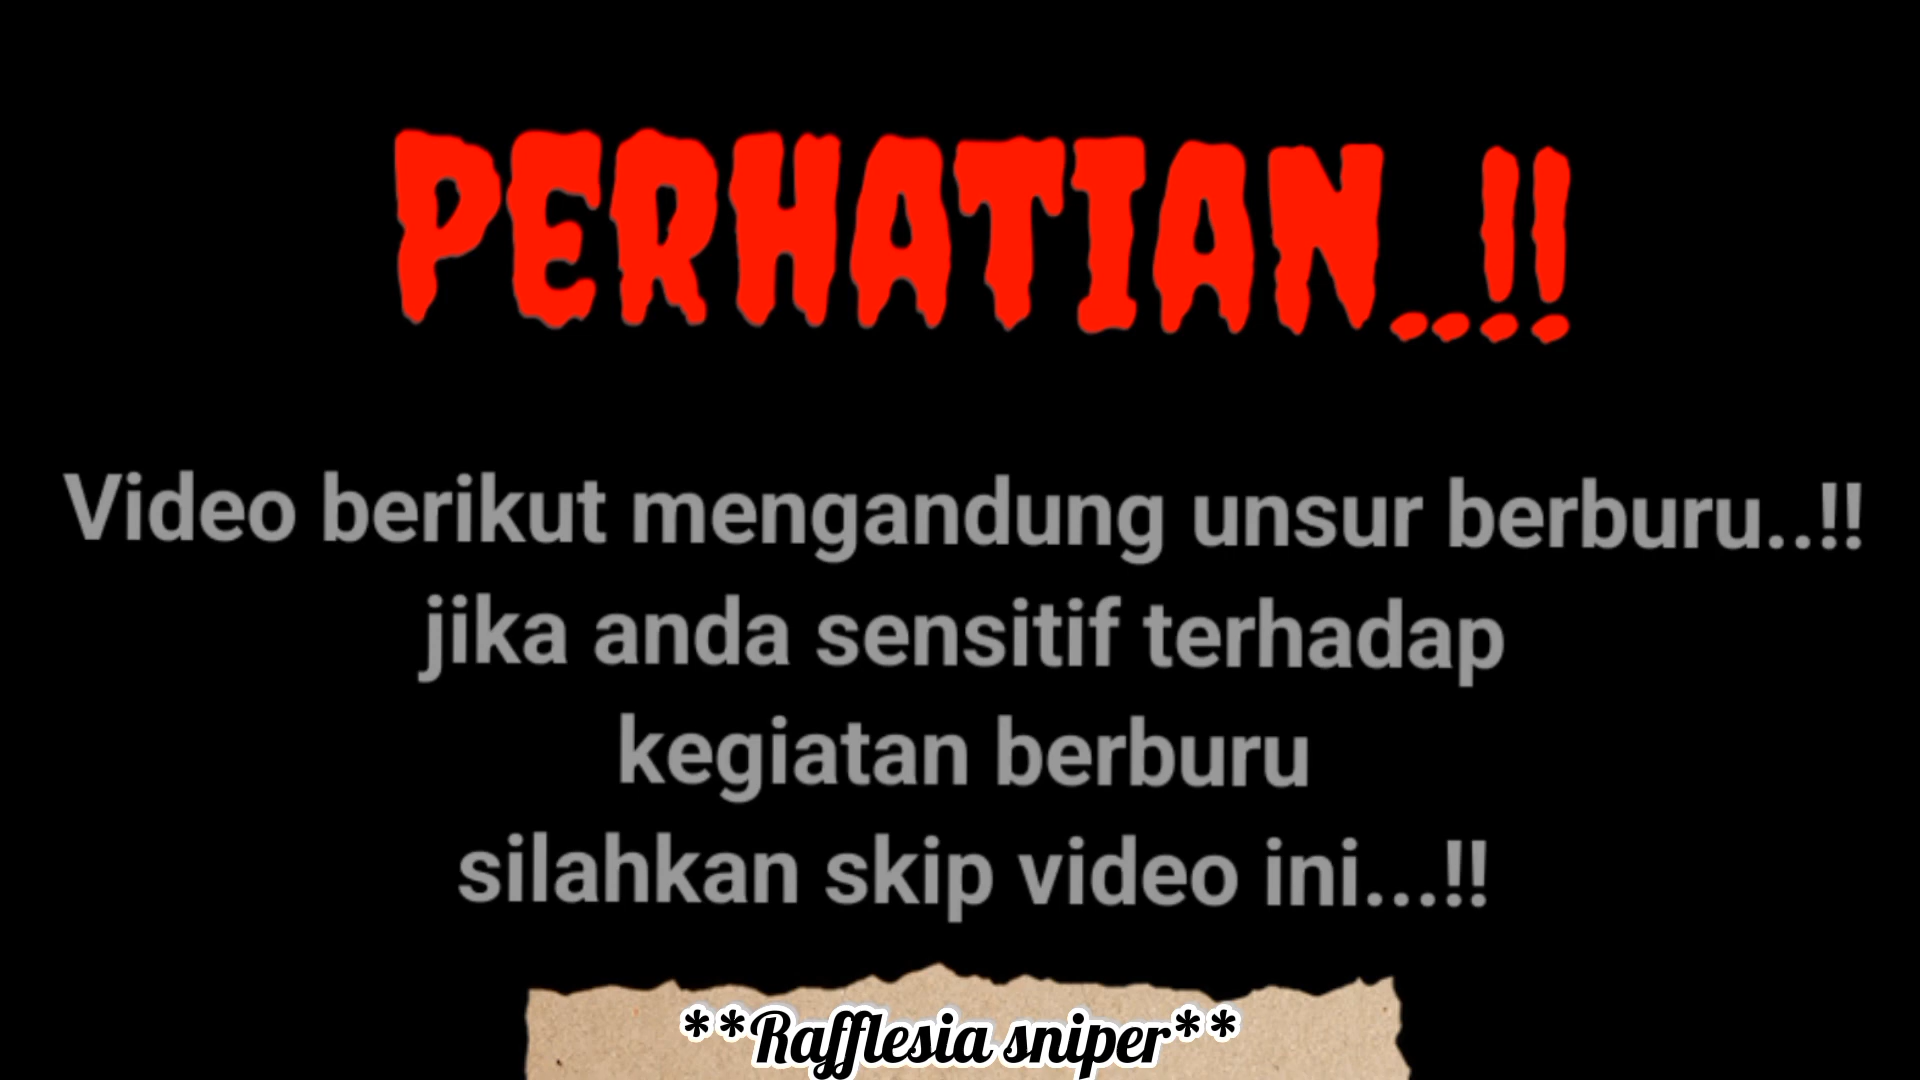 PERHATIAN..!!
Video berikut mengandung unsur berburu..!!
jika anda sensitif terhadap
kegiatan berburu
silahkan skip video ini...!!
**Rafflesia sniper**